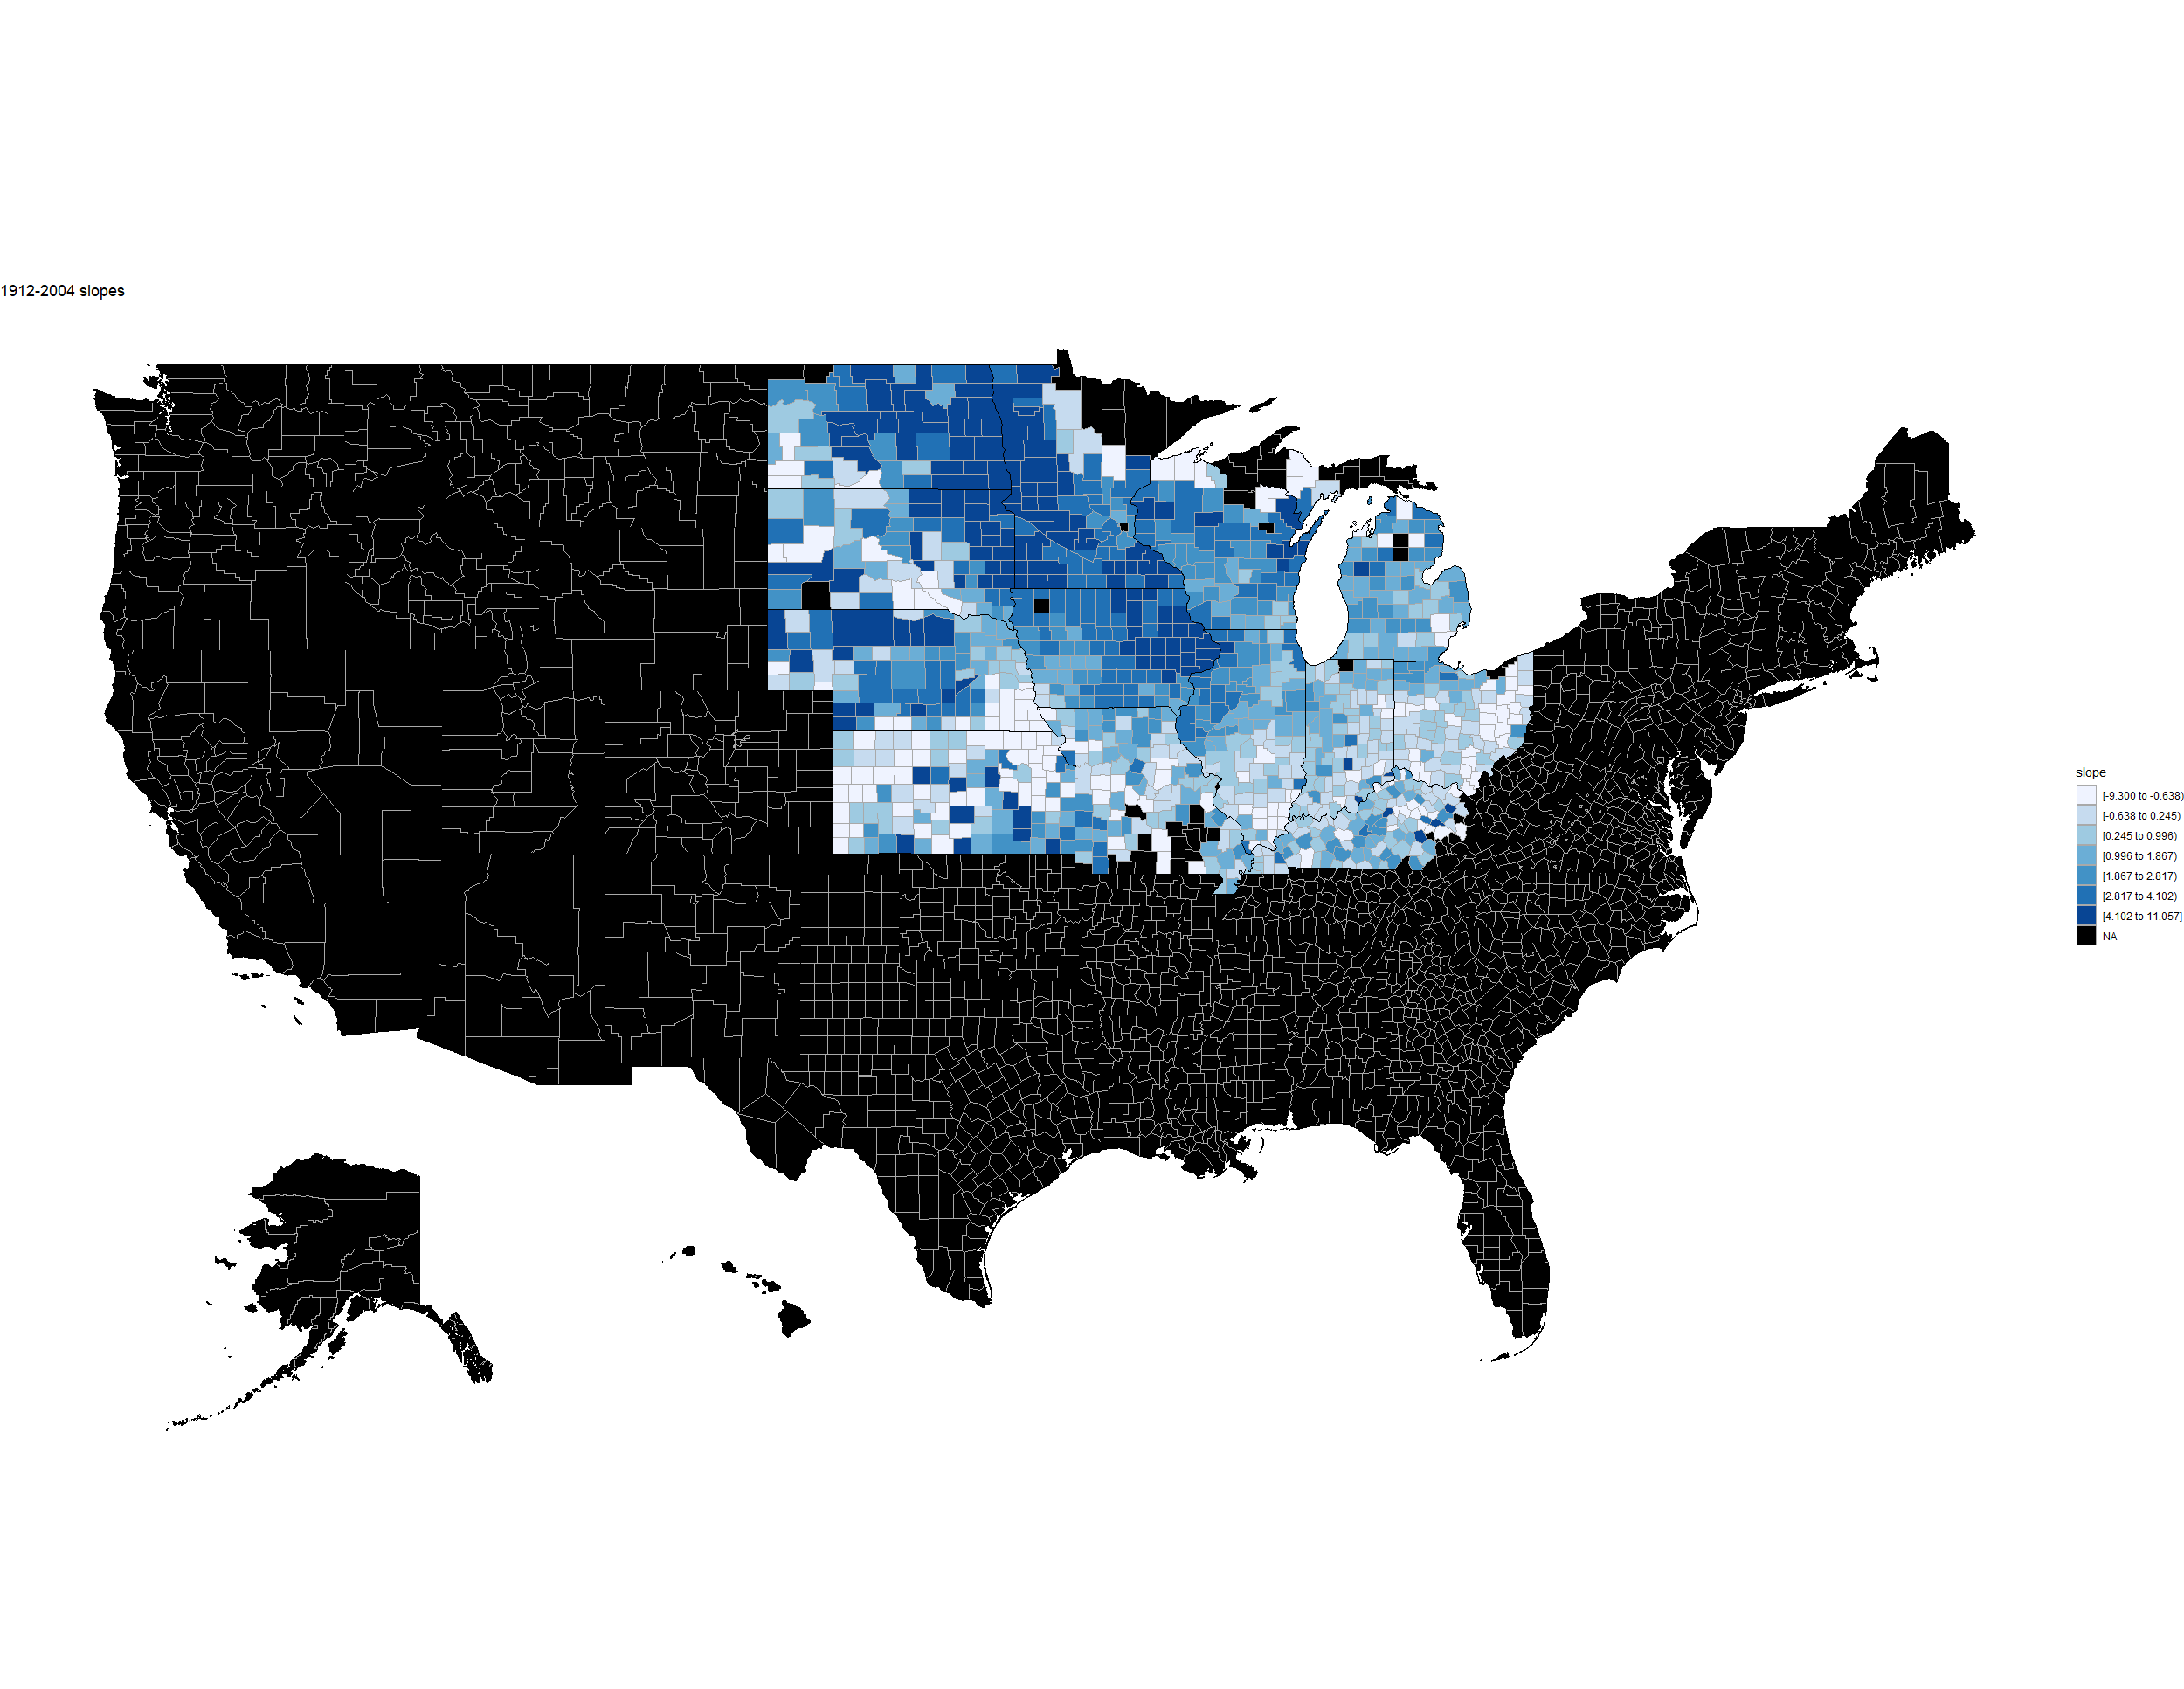 1912-2004 slopes
slope
[-9.300 to -0.638)
[-0.638 to 0.245)
[0.245 to 0.996)
[0.996 to 1.867)
[1.867 to 2.817)
[2.817 to 4.102)
[4.102 to 11.057]
NA